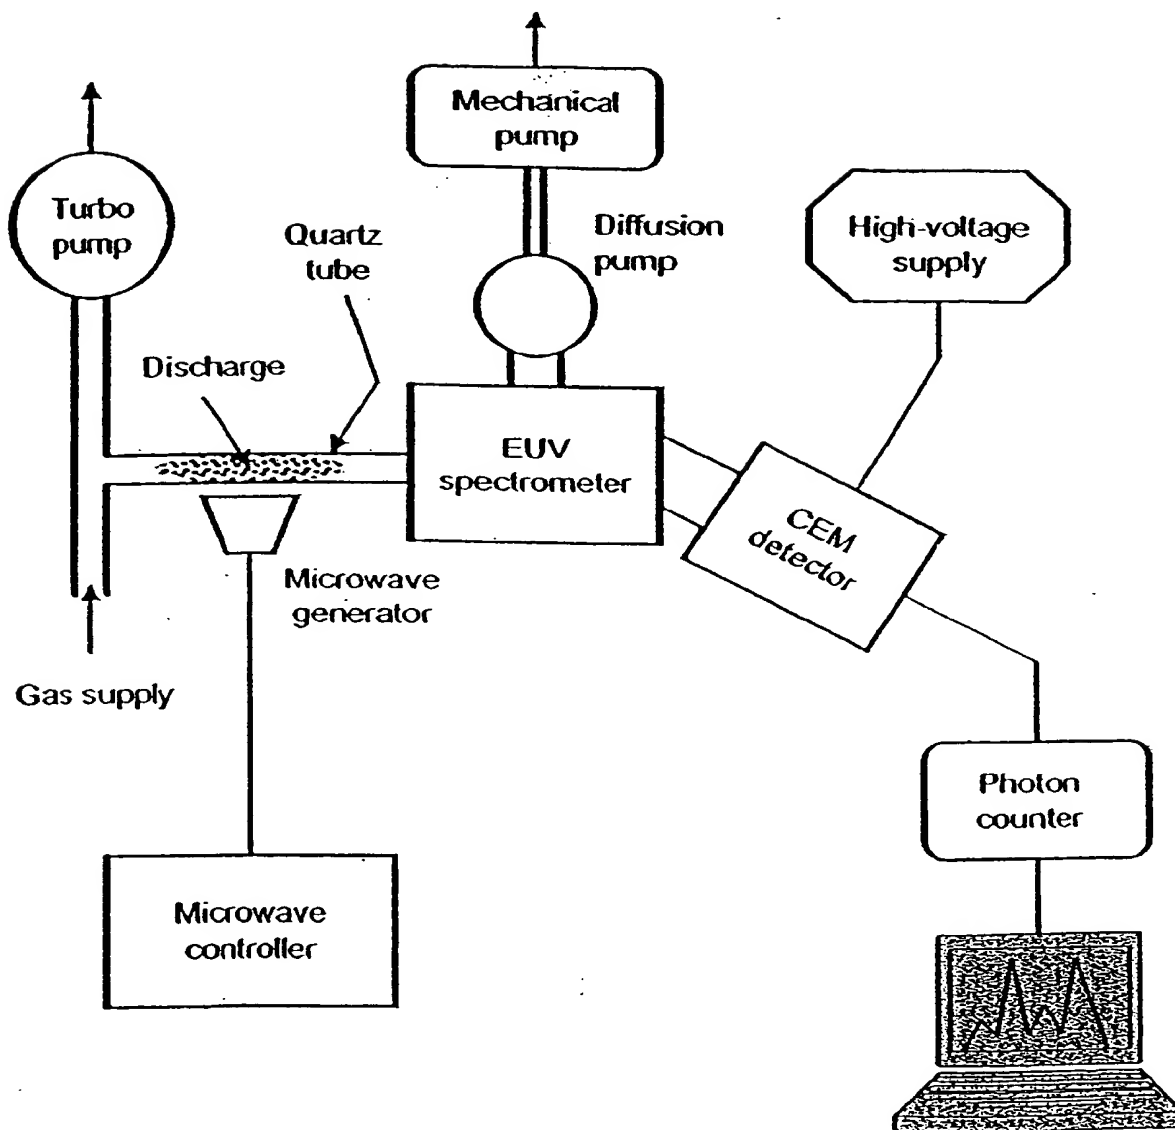 Mechanical
pump
Turbo
pump
Quartz
tube
Diffusion
pump
High-voltage
supply
Discharge
EUV
spectrometer
CEM
detector
Microwave
generator
Gas supply
Photon
counter
Microwave
controller